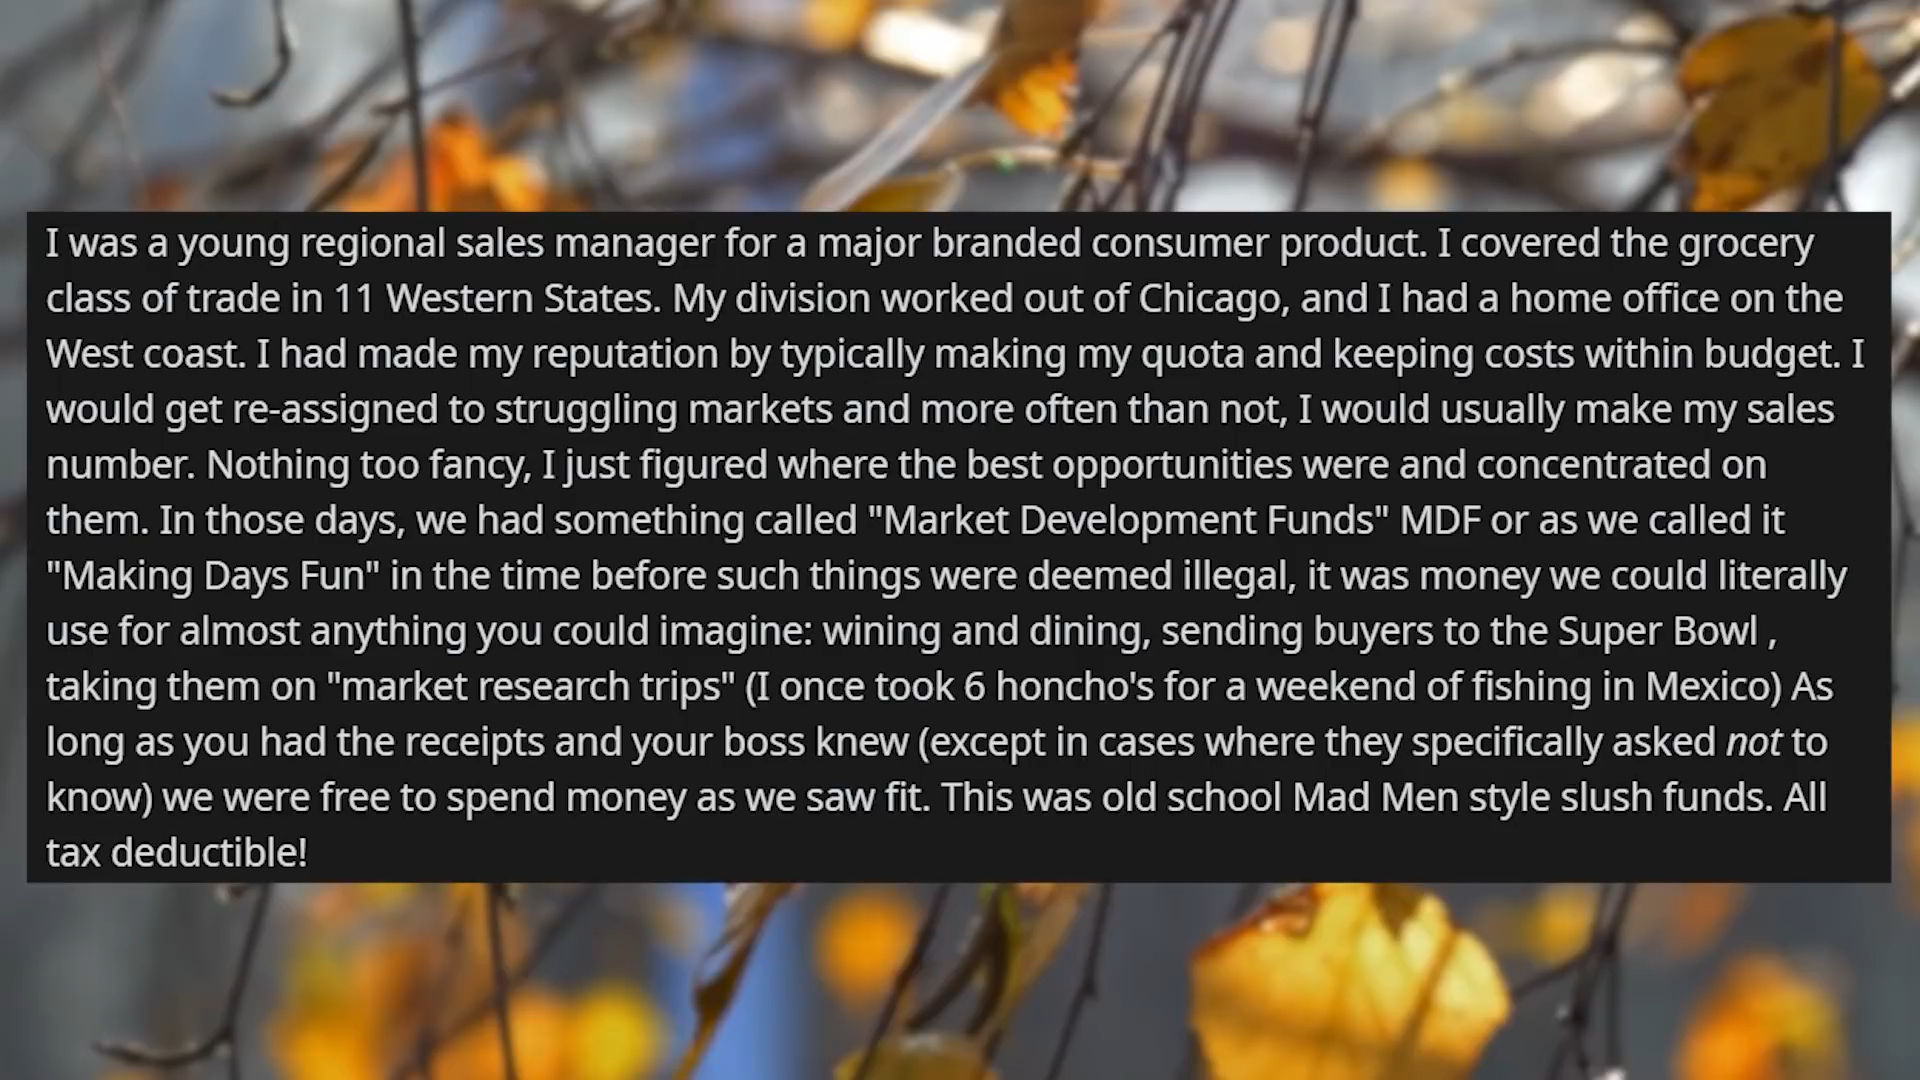 I was a young regional sales manager for a major branded consumer product. I covered the grocery
class of trade in 11 Western States. My division worked out of Chicago, and I had a home office on the
West coast. I had made my reputation by typically making my quota and keeping costs within budget. I
would get re-assigned to struggling markets and more often than not, I would usually make my sales
number. Nothing too fancy, I just figured where the best opportunities were and concentrated on
them. In those days, we had something called "Market Development Funds" MDF or as we called it
"Making Days Fun" in the time before such things were deemed illegal, it was money we could literally
use for almost anything you could imagine: wining and dining, sending buyers to the Super Bowl ,
taking them on "market research trips" (I once took 6 honcho's for a weekend of fishing in Mexico) As
long as you had the receipts and your boss knew (except in cases where they specifically asked not to
know) we were free to spend money as we saw fit. This was old school Mad Men style slush funds. All
tax deductible!